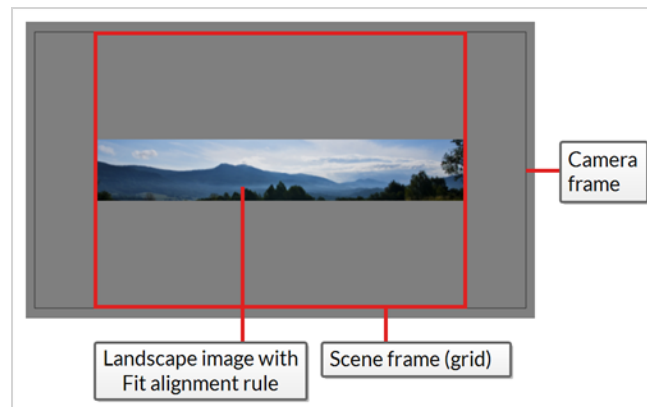 Camera
frame
Landscape image with
Fit alignment rule
Scene frame (grid)